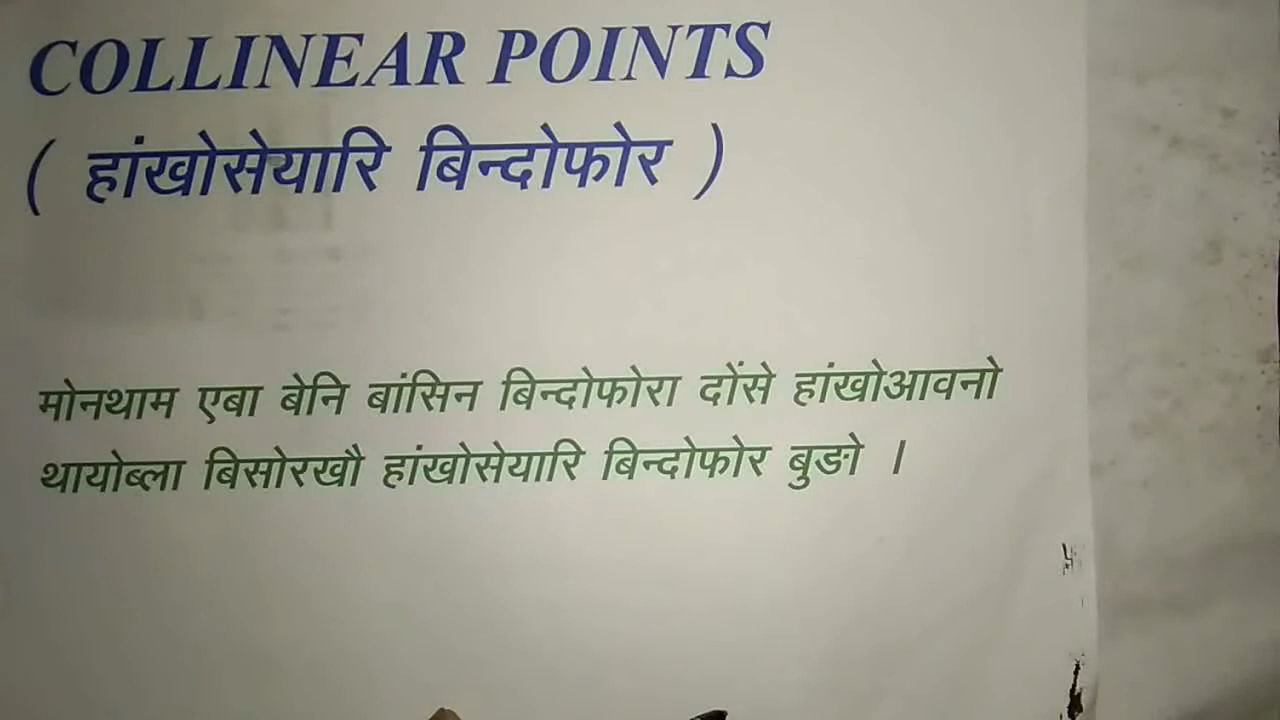 COLLINEAR POINTS
( हांखोसेयारि बिन्दोफोर )
मोनथाम एबा बेनि बांसिन बिन्दोफोरा दोंसे हांखोआवनो
थायोब्ला बिसोरखौ हांखोसेयारि बिन्दोफोर बुङो ।